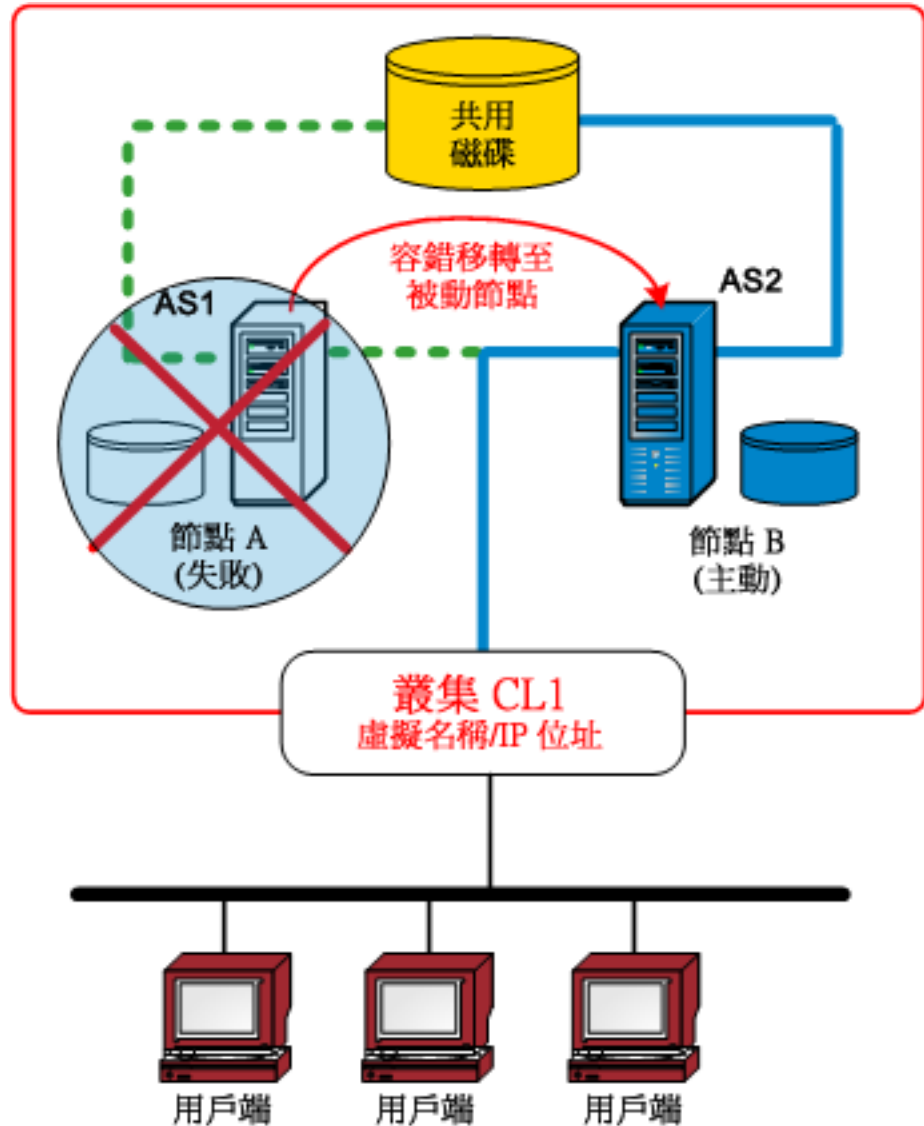 共用
磁碟
容錯移轉至
被動節點
AS1
AS2
節點 A
(失敗)
節點 B
(主動)
叢集 CL1
虛擬名稱/IP 位址
用戶端
用戶端
用戶端